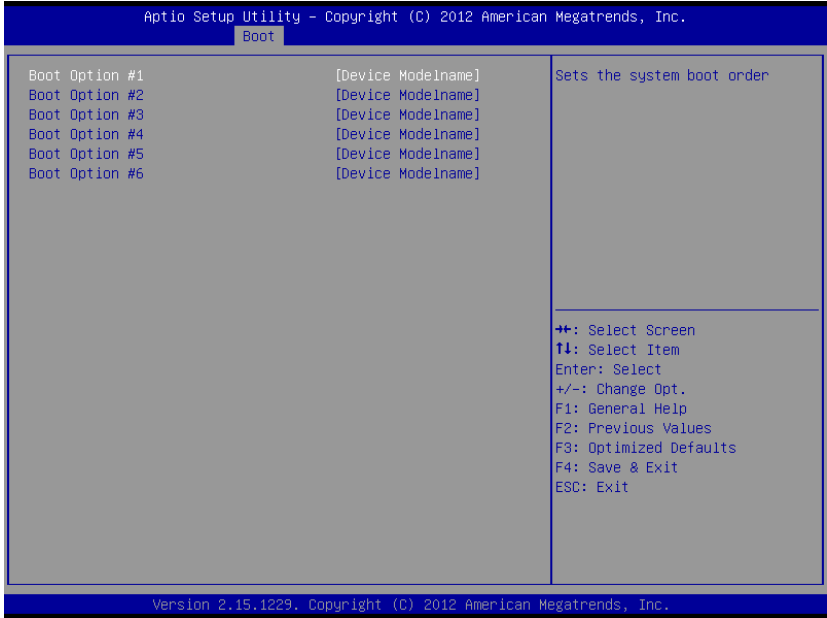 Aptio Setup Utility – Copyright (C) 2012 American Megatrends, Inc.
Boot
Boot Option #1 [Device Modelname]
Boot Option #2 [Device Modelname]
Boot Option #3 [Device Modelname]
Boot Option #4 [Device Modelname]
Boot Option #5 [Device Modelname]
Boot Option #6 [Device Modelname]
Sets the system boot order
→←: Select Screen
↑↓: Select Item
Enter: Select
+/-: Change Opt.
F1: General Help
F2: Previous Values
F3: Optimized Defaults
F4: Save & Exit
ESC: Exit
Version 2.15.1229. Copyright (C) 2012 American Megatrends, Inc.